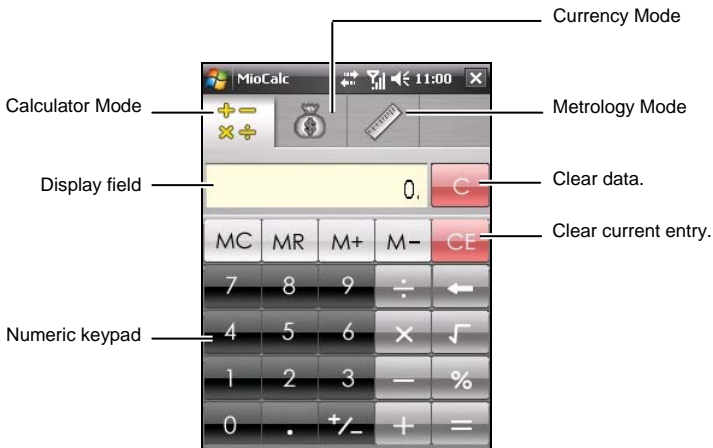 Currency Mode
MioCalc 11:00
Calculator Mode
Metrology Mode
Display field
0.
C
Clear data.
MC MR M+ M− CE
Clear current entry.
7 8 9 ÷ ←
Numeric keypad
4 5 6 × √
1 2 3 − %
0 . +/− + =